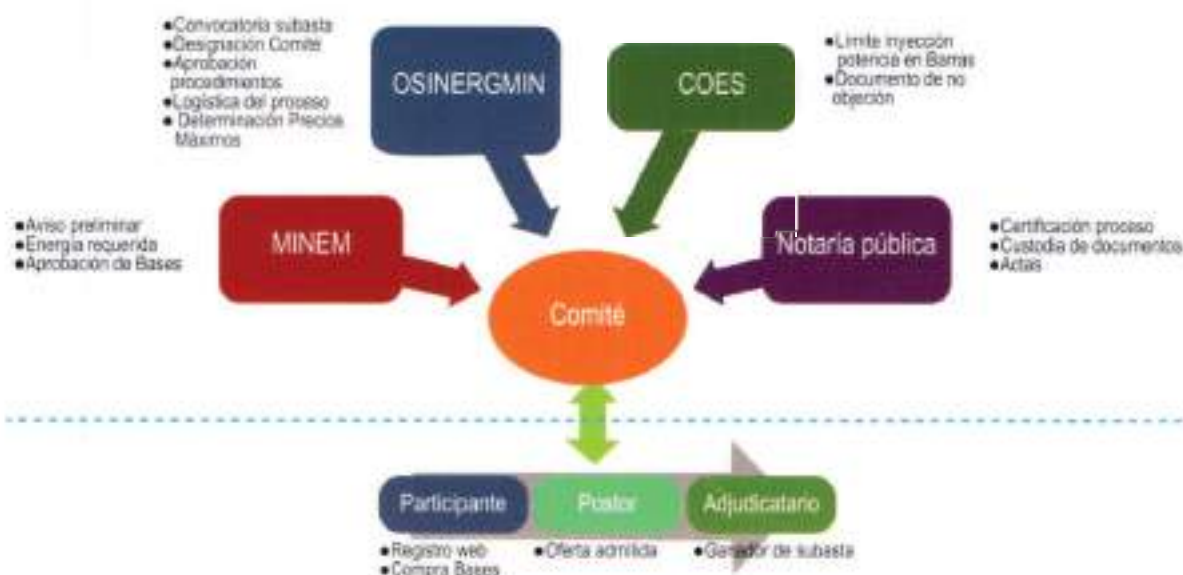 ●Convocatoria subasta
●Designación Comité
●Aprobación
procedimientos
●Logística del proceso
● Determinación Precios
Máximos
OSINERGMIN
COES
●Límite inyección
potencia en Barras
●Documento de no
objeción
●Aviso preliminar
●Energía requerida
●Aprobación de Bases
MINEM
Notaría pública
●Certificación proceso
●Custodia de documentos
●Actas
Comité
Participante
Postor
Adjudicatario
●Registro web
●Compra Bases
●Oferta admitida
●Ganador de subasta